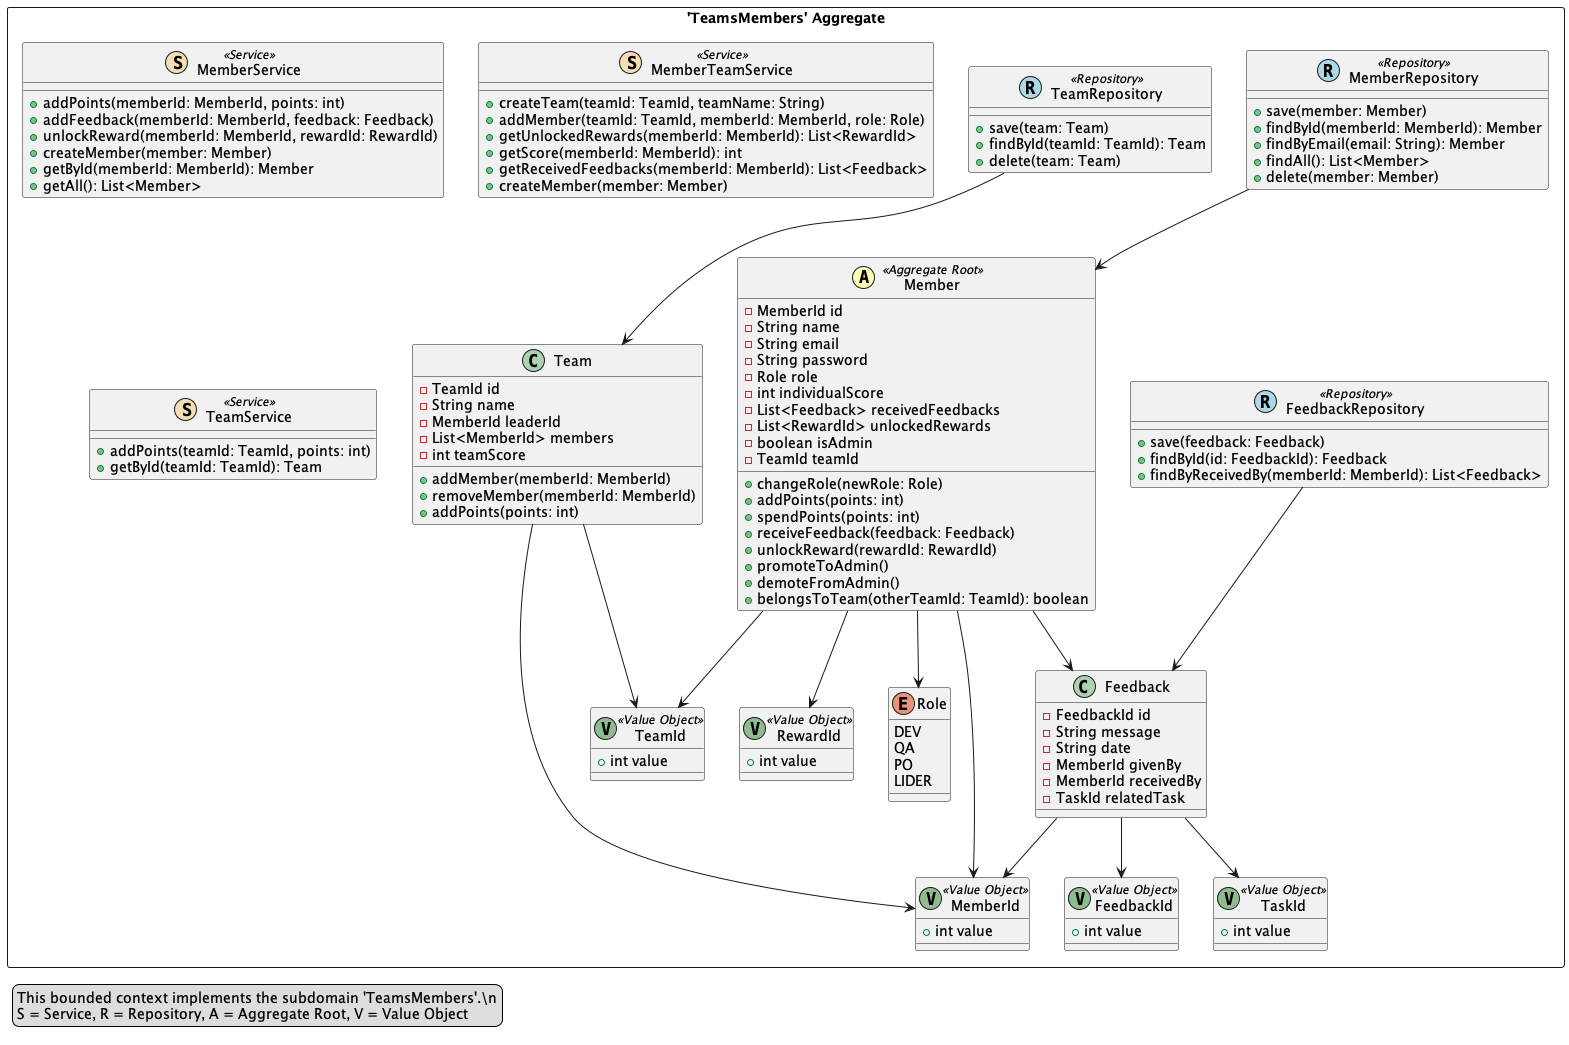 'TeamsMembers' Aggregate
S
«Service»
MemberService
addPoints(memberId: MemberId, points: int)
addFeedback(memberId: MemberId, feedback: Feedback)
unlockReward(memberId: MemberId, rewardId: RewardId)
createMember(member: Member)
getById(memberId: MemberId): Member
getAll(): List<Member>
S
«Service»
MemberTeamService
createTeam(teamId: TeamId, teamName: String)
addMember(teamId: TeamId, memberId: MemberId, role: Role)
getUnlockedRewards(memberId: MemberId): List<RewardId>
getScore(memberId: MemberId): int
getReceivedFeedbacks(memberId: MemberId): List<Feedback>
createMember(member: Member)
R
«Repository»
TeamRepository
save(team: Team)
findById(teamId: TeamId): Team
delete(team: Team)
R
«Repository»
MemberRepository
save(member: Member)
findById(memberId: MemberId): Member
findByEmail(email: String): Member
findAll(): List<Member>
delete(member: Member)
S
«Service»
TeamService
addPoints(teamId: TeamId, points: int)
getById(teamId: TeamId): Team
C
Team
TeamId id
String name
MemberId leaderId
List<MemberId> members
int teamScore
addMember(memberId: MemberId)
removeMember(memberId: MemberId)
addPoints(points: int)
A
«Aggregate Root»
Member
MemberId id
String name
String email
String password
Role role
int individualScore
List<Feedback> receivedFeedbacks
List<RewardId> unlockedRewards
boolean isAdmin
TeamId teamId
changeRole(newRole: Role)
addPoints(points: int)
spendPoints(points: int)
receiveFeedback(feedback: Feedback)
unlockReward(rewardId: RewardId)
promoteToAdmin()
demoteFromAdmin()
belongsToTeam(otherTeamId: TeamId): boolean
R
«Repository»
FeedbackRepository
save(feedback: Feedback)
findById(id: FeedbackId): Feedback
findByReceivedBy(memberId: MemberId): List<Feedback>
V
«Value Object»
TeamId
int value
V
«Value Object»
RewardId
int value
E
Role
DEV
QA
PO
LIDER
C
Feedback
FeedbackId id
String message
String date
MemberId givenBy
MemberId receivedBy
TaskId relatedTask
V
«Value Object»
MemberId
int value
V
«Value Object»
FeedbackId
int value
V
«Value Object»
TaskId
int value
This bounded context implements the subdomain 'TeamsMembers'.\n
S = Service, R = Repository, A = Aggregate Root, V = Value Object